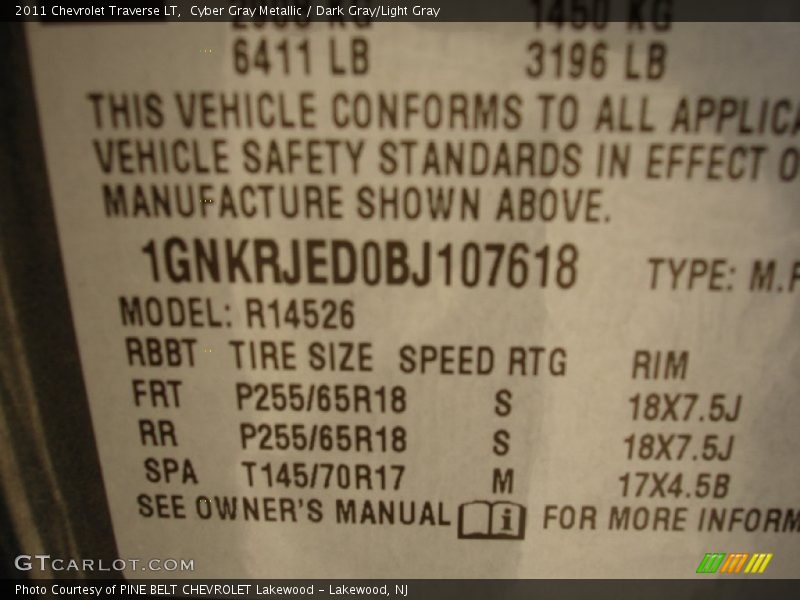 2011 Chevrolet Traverse LT, Cyber Gray Metallic / Dark Gray/Light Gray
1450 KG
6411 LB 3196 LB
THIS VEHICLE CONFORMS TO ALL
VEHICLE SAFETY STANDARDS IN EFFECT
MANUFACTURE SHOWN ABOVE.
1GNKRJED0BJ107618 TYPE:
MODEL: R14526
RBBT TIRE SIZE SPEED RTG RIM
FRT P255/65R18 S 18X7.5J
RR P255/65R18 S 18X7.5J
SPA T145/70R17 M 17X4.5B
SEE OWNER'S MANUAL i FOR MORE
GTCARLOT.COM
Photo Courtesy of PINE BELT CHEVROLET Lakewood - Lakewood, NJ